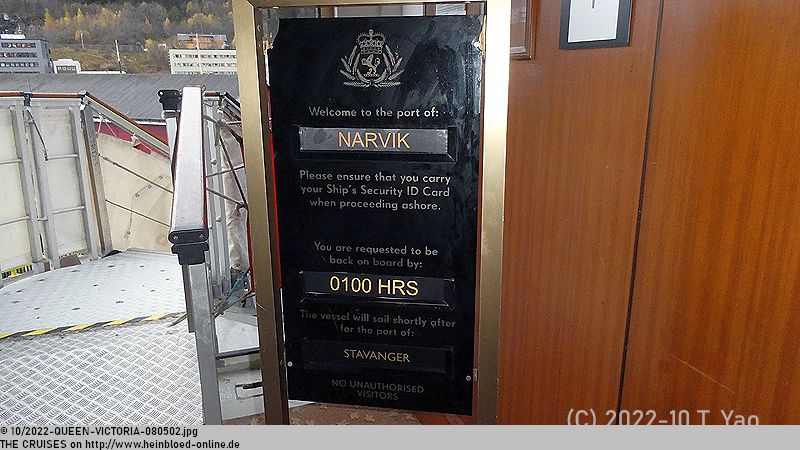 Welcome to the port of:
NARVIK
Please ensure that you carry
your Ship's Security ID Card
when proceeding ashore.
You are requested to be
back on board by:
0100 HRS
The vessel will sail shortly after
for the port of:
STAVANGER
NO UNAUTHORISED
VISITORS
(C) 2022-10 T. Yao
© 10/2022-QUEEN-VICTORIA-080502.jpg
THE CRUISES on http://www.heinbloed-online.de